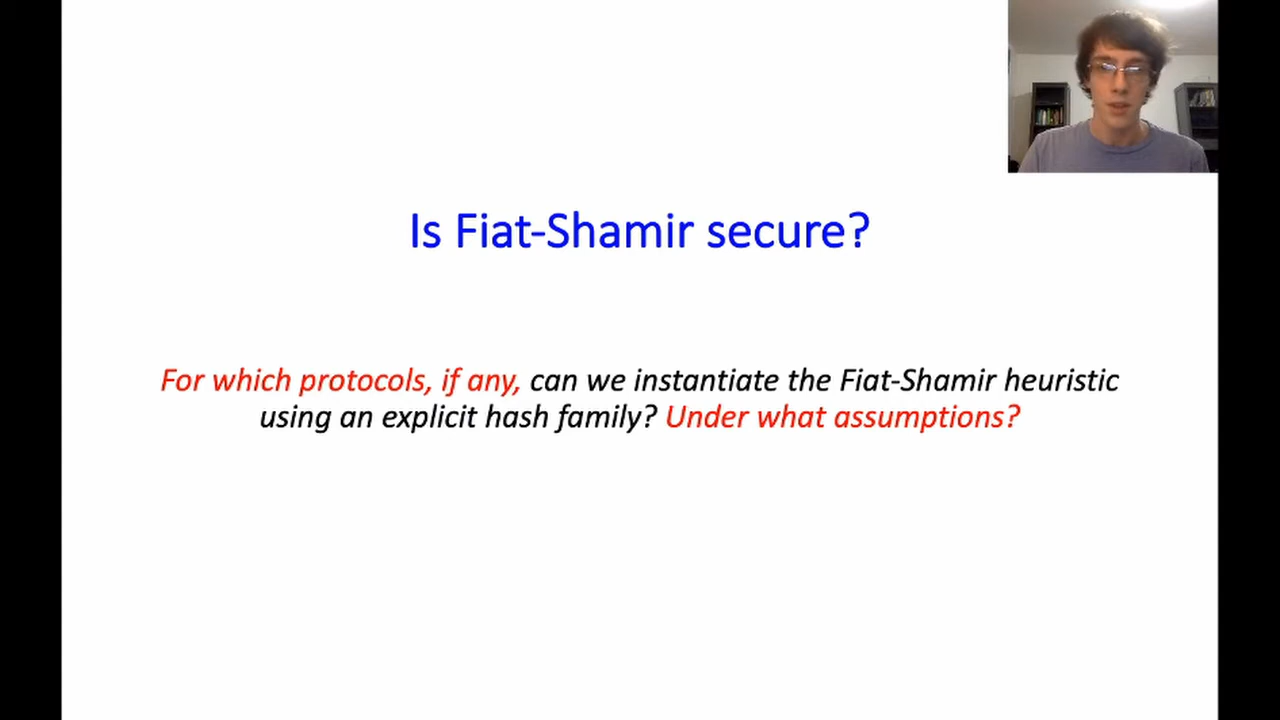 Is Fiat-Shamir secure?
For which protocols, if any, can we instantiate the Fiat-Shamir heuristic
using an explicit hash family? Under what assumptions?